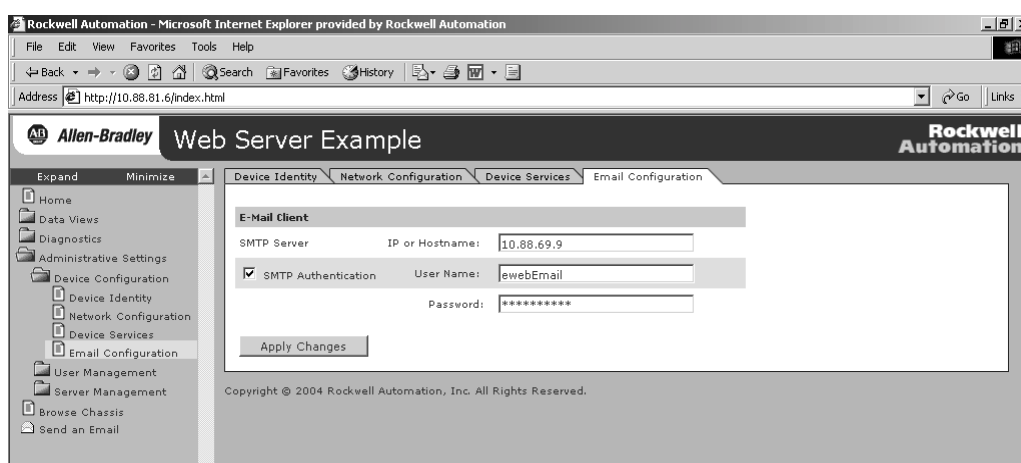 Rockwell Automation - Microsoft Internet Explorer provided by Rockwell Automation
File Edit View Favorites Tools Help
Back Search Favorites History
Address http://10.88.81.6/index.html Go Links
AB Allen-Bradley Web Server Example Rockwell Automation
Expand Minimize
Home
Data Views
Diagnostics
Administrative Settings
Device Configuration
Device Identity
Network Configuration
Device Services
Email Configuration
User Management
Server Management
Browse Chassis
Send an Email
Device Identity Network Configuration Device Services Email Configuration
E-Mail Client
SMTP Server IP or Hostname: 10.88.69.9
SMTP Authentication User Name: ewebEmail
Password: **********
Apply Changes
Copyright © 2004 Rockwell Automation, Inc. All Rights Reserved.